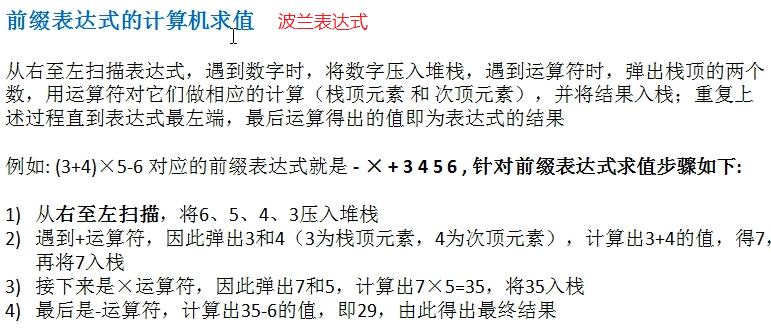 前缀表达式的计算机求值 波兰表达式
从右至左扫描表达式，遇到数字时，将数字压入堆栈，遇到运算符时，弹出栈顶的两个
数，用运算符对它们做相应的计算（栈顶元素 和 次顶元素），并将结果入栈；重复上
述过程直到表达式最左端，最后运算得出的值即为表达式的结果
例如: (3+4)×5-6 对应的前缀表达式就是 - × + 3 4 5 6 , 针对前缀表达式求值步骤如下:
1) 从右至左扫描，将6、5、4、3压入堆栈
2) 遇到+运算符，因此弹出3和4（3为栈顶元素，4为次顶元素），计算出3+4的值，得7，
再将7入栈
3) 接下来是×运算符，因此弹出7和5，计算出7×5=35，将35入栈
4) 最后是-运算符，计算出35-6的值，即29，由此得出最终结果